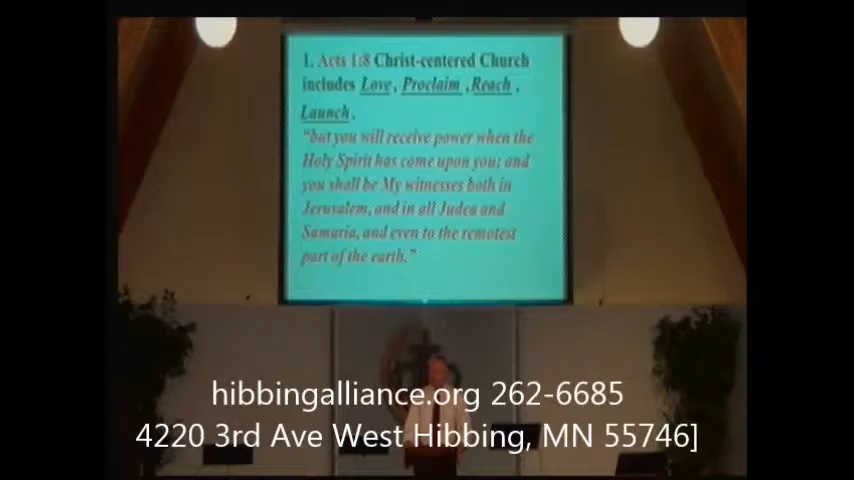 1. Acts 1:8 Christ-centered Church
includes Love, Proclaim ,Reach ,
Launch.
"but you will receive power when the
Holy Spirit has come upon you; and
you shall be My witnesses both in
Jerusalem, and in all Judea and
Samaria, and even to the remotest
part of the earth."
hibbingalliance.org 262-6685
4220 3rd Ave West Hibbing, MN 55746]